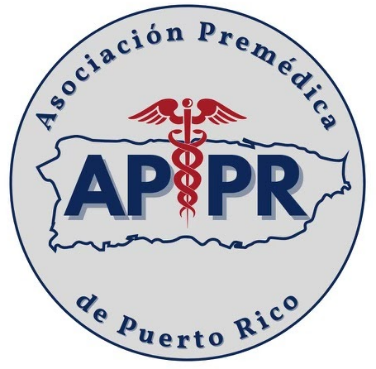 Asociación Premédica
APPR
de Puerto Rico